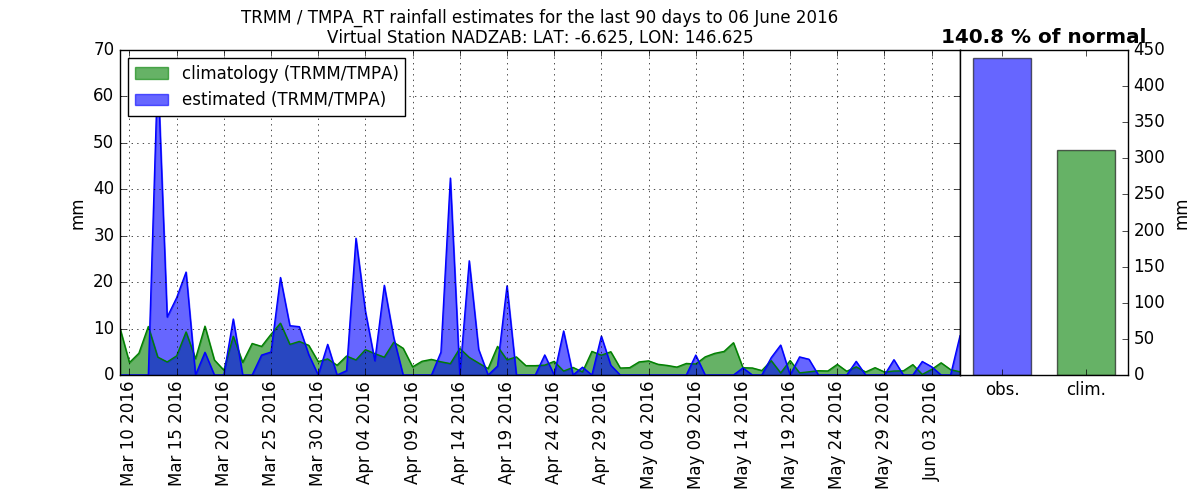 TRMM / TMPA_RT rainfall estimates for the last 90 days to 06 June 2016
Virtual Station NADZAB: LAT: -6.625, LON: 146.625
140.8 % of normal
climatology (TRMM/TMPA)
estimated (TRMM/TMPA)
mm
70
60
50
40
30
20
10
0
Mar 10 2016
Mar 15 2016
Mar 20 2016
Mar 25 2016
Mar 30 2016
Apr 04 2016
Apr 09 2016
Apr 14 2016
Apr 19 2016
Apr 24 2016
Apr 29 2016
May 04 2016
May 09 2016
May 14 2016
May 19 2016
May 24 2016
May 29 2016
Jun 03 2016
obs.
clim.
450
400
350
300
250
200
150
100
50
0
mm